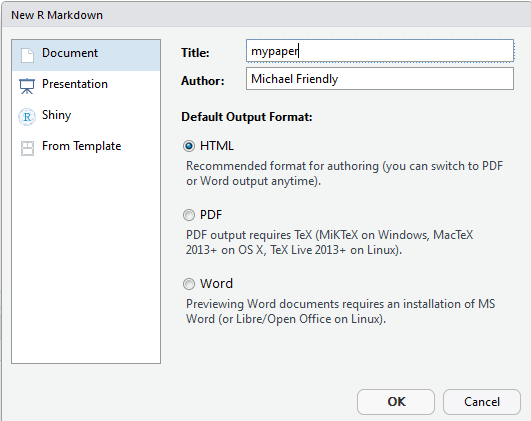 New R Markdown
Document
Presentation
R Shiny
From Template
Title: mypaper
Author: Michael Friendly
Default Output Format:
HTML
Recommended format for authoring (you can switch to PDF
or Word output anytime).
PDF
PDF output requires TeX (MiKTeX on Windows, MacTeX
2013+ on OS X, TeX Live 2013+ on Linux).
Word
Previewing Word documents requires an installation of MS
Word (or Libre/Open Office on Linux).
OK Cancel